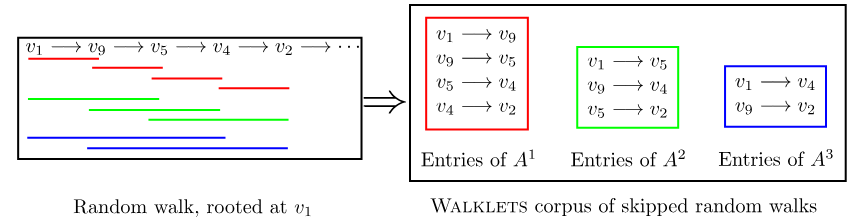 v₁ ⟶ v₉ ⟶ v₅ ⟶ v₄ ⟶ v₂ ⟶ ⋯
⟹
v₁ ⟶ v₉
v₉ ⟶ v₅
v₅ ⟶ v₄
v₄ ⟶ v₂
Entries of A¹
v₁ ⟶ v₅
v₉ ⟶ v₄
v₅ ⟶ v₂
Entries of A²
v₁ ⟶ v₄
v₉ ⟶ v₂
Entries of A³
Random walk, rooted at v₁
WALKLETS corpus of skipped random walks